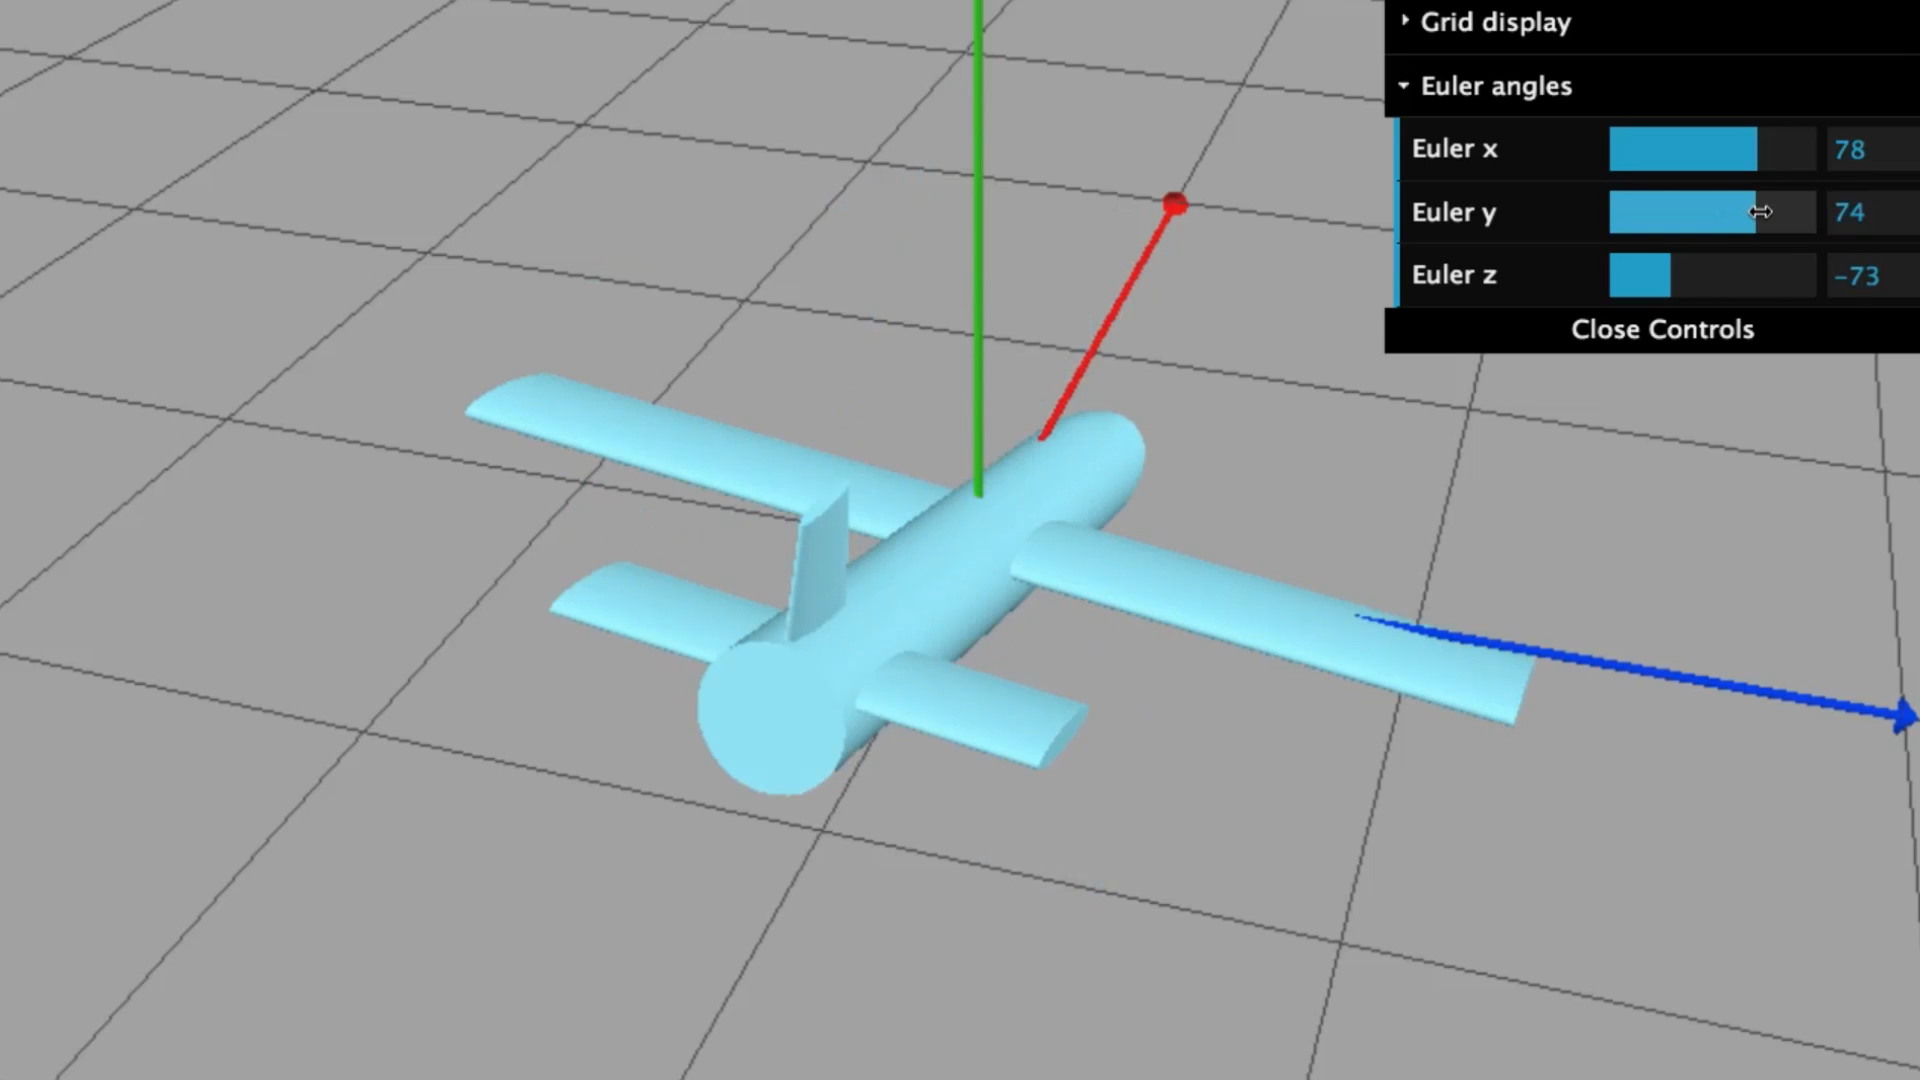 Grid display
Euler angles
Euler x 78
Euler y 74
Euler z -73
Close Controls